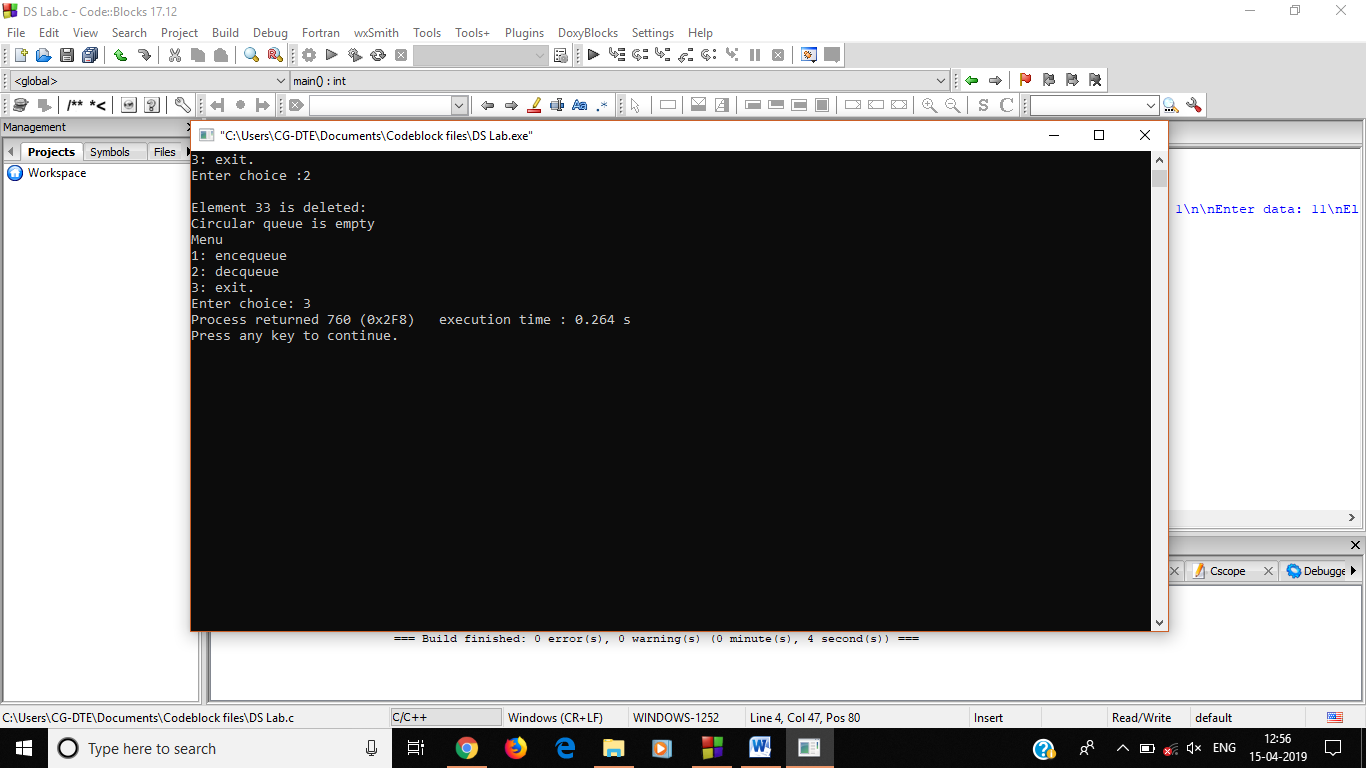 DS Lab.c - Code::Blocks 17.12
File Edit View Search Project Build Debug Fortran wxSmith Tools Tools+ Plugins DoxyBlocks Settings Help
<global> main() : int
/** *< Aa .* S C
Management
Projects Symbols Files
Workspace
"C:\Users\CG-DTE\Documents\Codeblock files\DS Lab.exe"
3: exit.
Enter choice :2
Element 33 is deleted:
Circular queue is empty
Menu
1: encequeue
2: decqueue
3: exit.
Enter choice: 3
Process returned 760 (0x2F8) execution time : 0.264 s
Press any key to continue.
1\n\nEnter data: 11\nEl
Cscope Debugge
=== Build finished: 0 error(s), 0 warning(s) (0 minute(s), 4 second(s)) ===
C:\Users\CG-DTE\Documents\Codeblock files\DS Lab.c C/C++ Windows (CR+LF) WINDOWS-1252 Line 4, Col 47, Pos 80 Insert Read/Write default
Type here to search ENG 12:56
15-04-2019